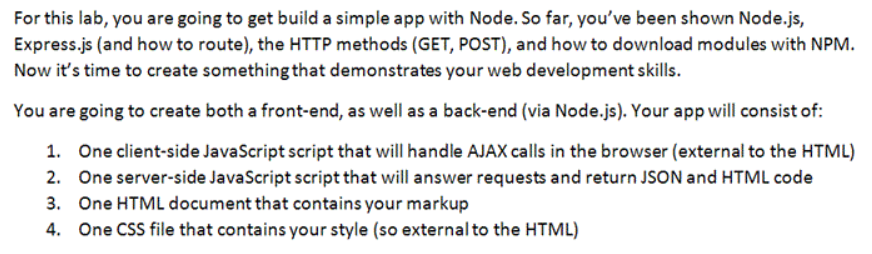 For this lab, you are going to get build a simple app with Node. So far, you've been shown Node.js,
Express.js (and how to route), the HTTP methods (GET, POST), and how to download modules with NPM.
Now it's time to create something that demonstrates your web development skills.
You are going to create both a front-end, as well as a back-end (via Node.js). Your app will consist of:
1. One client-side JavaScript script that will handle AJAX calls in the browser (external to the HTML)
2. One server-side JavaScript script that will answer requests and return JSON and HTML code
3. One HTML document that contains your markup
4. One CSS file that contains your style (so external to the HTML)